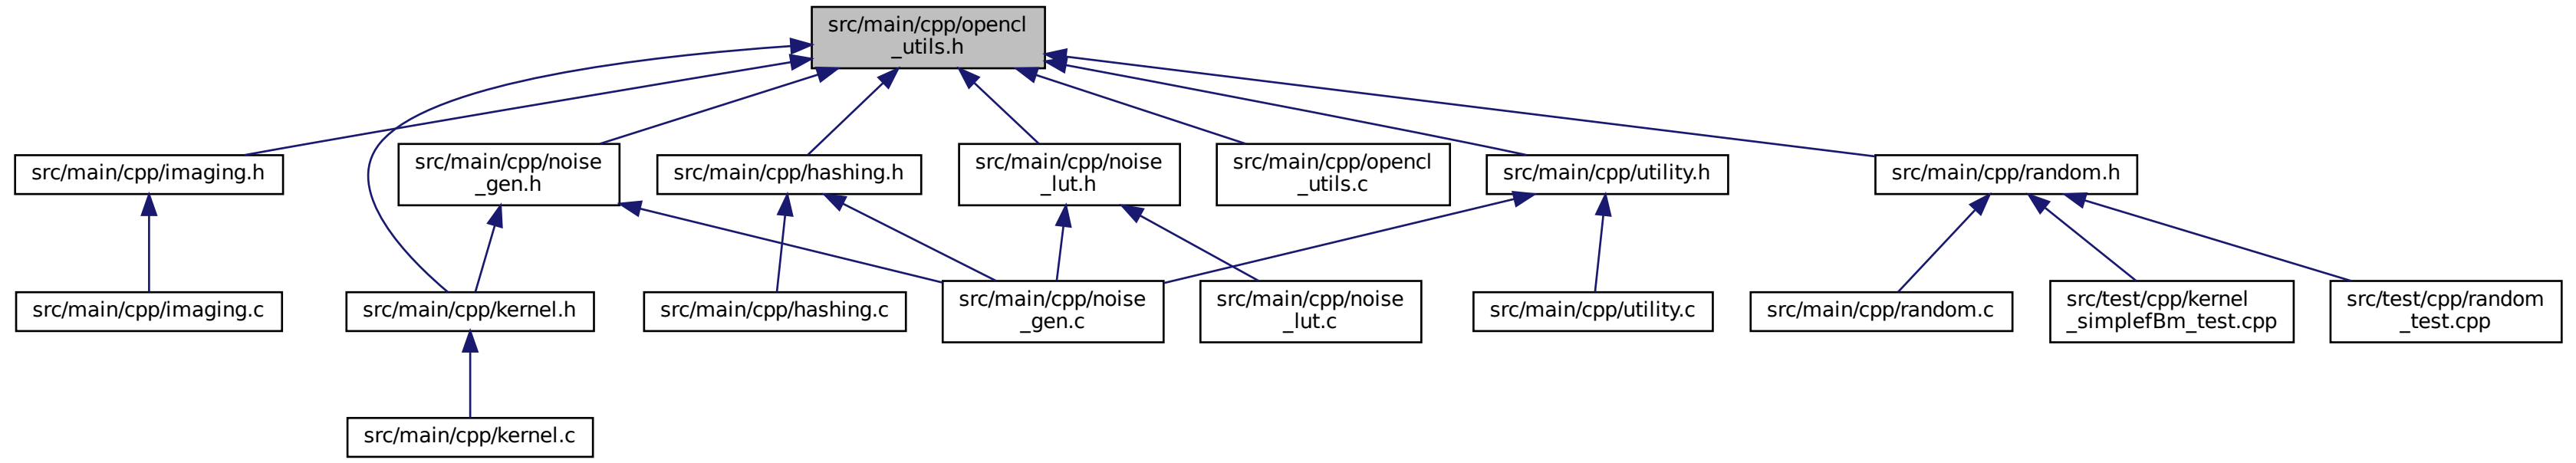 src/main/cpp/opencl
_utils.h
src/main/cpp/imaging.h
src/main/cpp/noise
_gen.h
src/main/cpp/hashing.h
src/main/cpp/noise
_lut.h
src/main/cpp/opencl
_utils.c
src/main/cpp/utility.h
src/main/cpp/random.h
src/main/cpp/imaging.c
src/main/cpp/kernel.h
src/main/cpp/hashing.c
src/main/cpp/noise
_gen.c
src/main/cpp/noise
_lut.c
src/main/cpp/utility.c
src/main/cpp/random.c
src/test/cpp/kernel
_simplefBm_test.cpp
src/test/cpp/random
_test.cpp
src/main/cpp/kernel.c